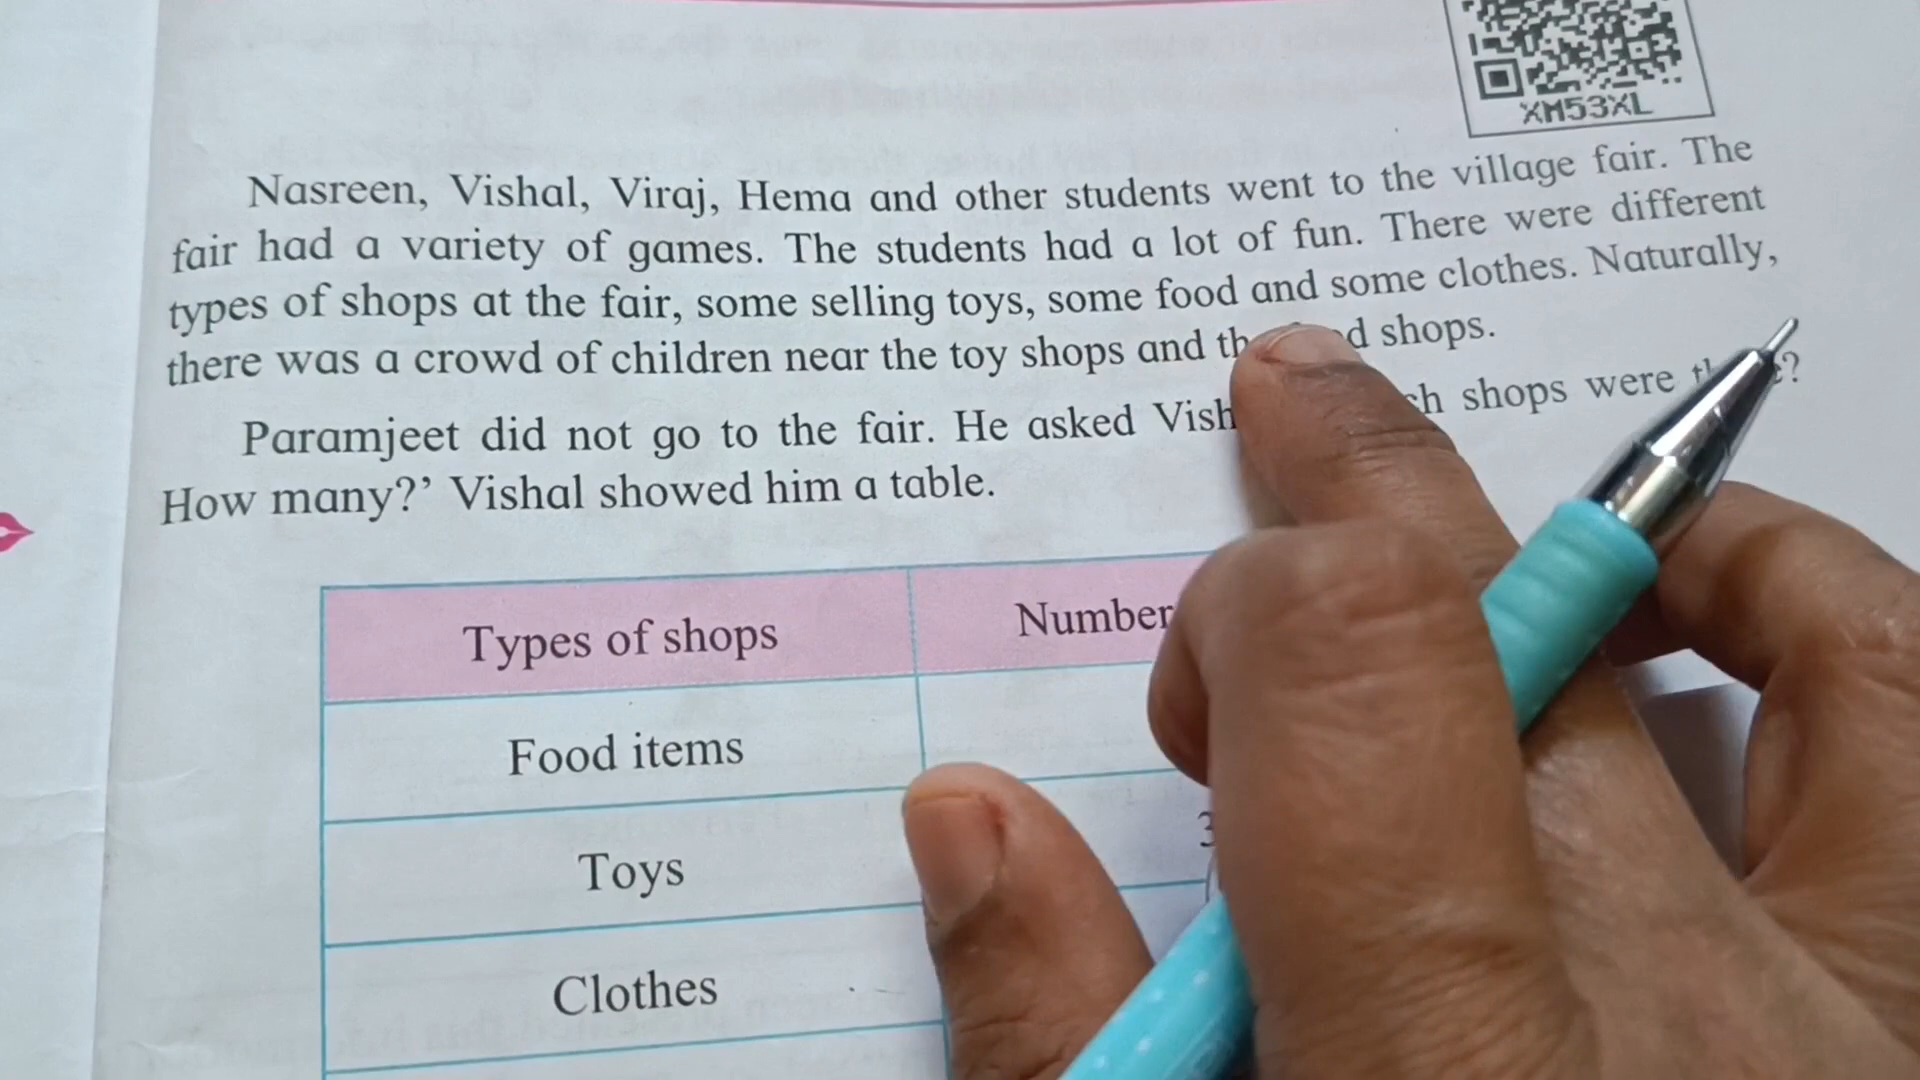 XM53XL
Nasreen, Vishal, Viraj, Hema and other students went to the village fair. The
fair had a variety of games. The students had a lot of fun. There were different
types of shops at the fair, some selling toys, some food and some clothes. Naturally,
there was a crowd of children near the toy shops and shops.
Paramjeet did not go to the fair. He asked shops were
How many?’ Vishal showed him a table.
Types of shops Number
Food items
Toys 3
Clothes